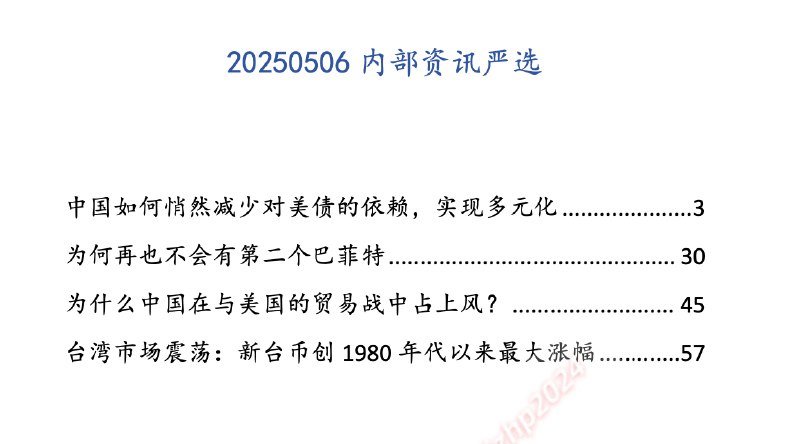 20250506 内部资讯严选
中国如何悄然减少对美债的依赖，实现多元化.....................3
为何再也不会有第二个巴菲特.............................................. 30
为什么中国在与美国的贸易战中占上风？.......................... 45
台湾市场震荡：新台币创 1980 年代以来最大涨幅.............57
zhp2024